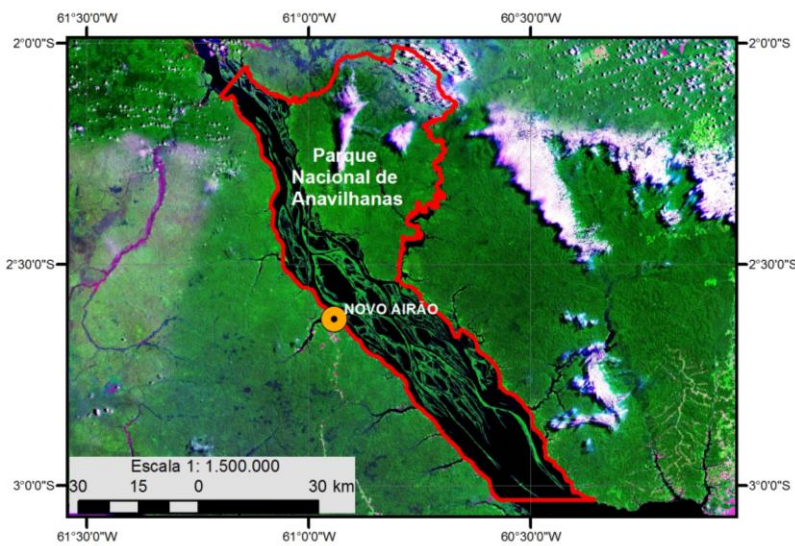 61°30'0"W 61°0'0"W 60°30'0"W
2°0'0"S 2°0'0"S
Parque
Nacional de
Anavilhanas
2°30'0"S 2°30'0"S
NOVO AIRÃO
Escala 1: 1.500.000
30 15 0 30 km
3°0'0"S 3°0'0"S
61°30'0"W 61°0'0"W 60°30'0"W